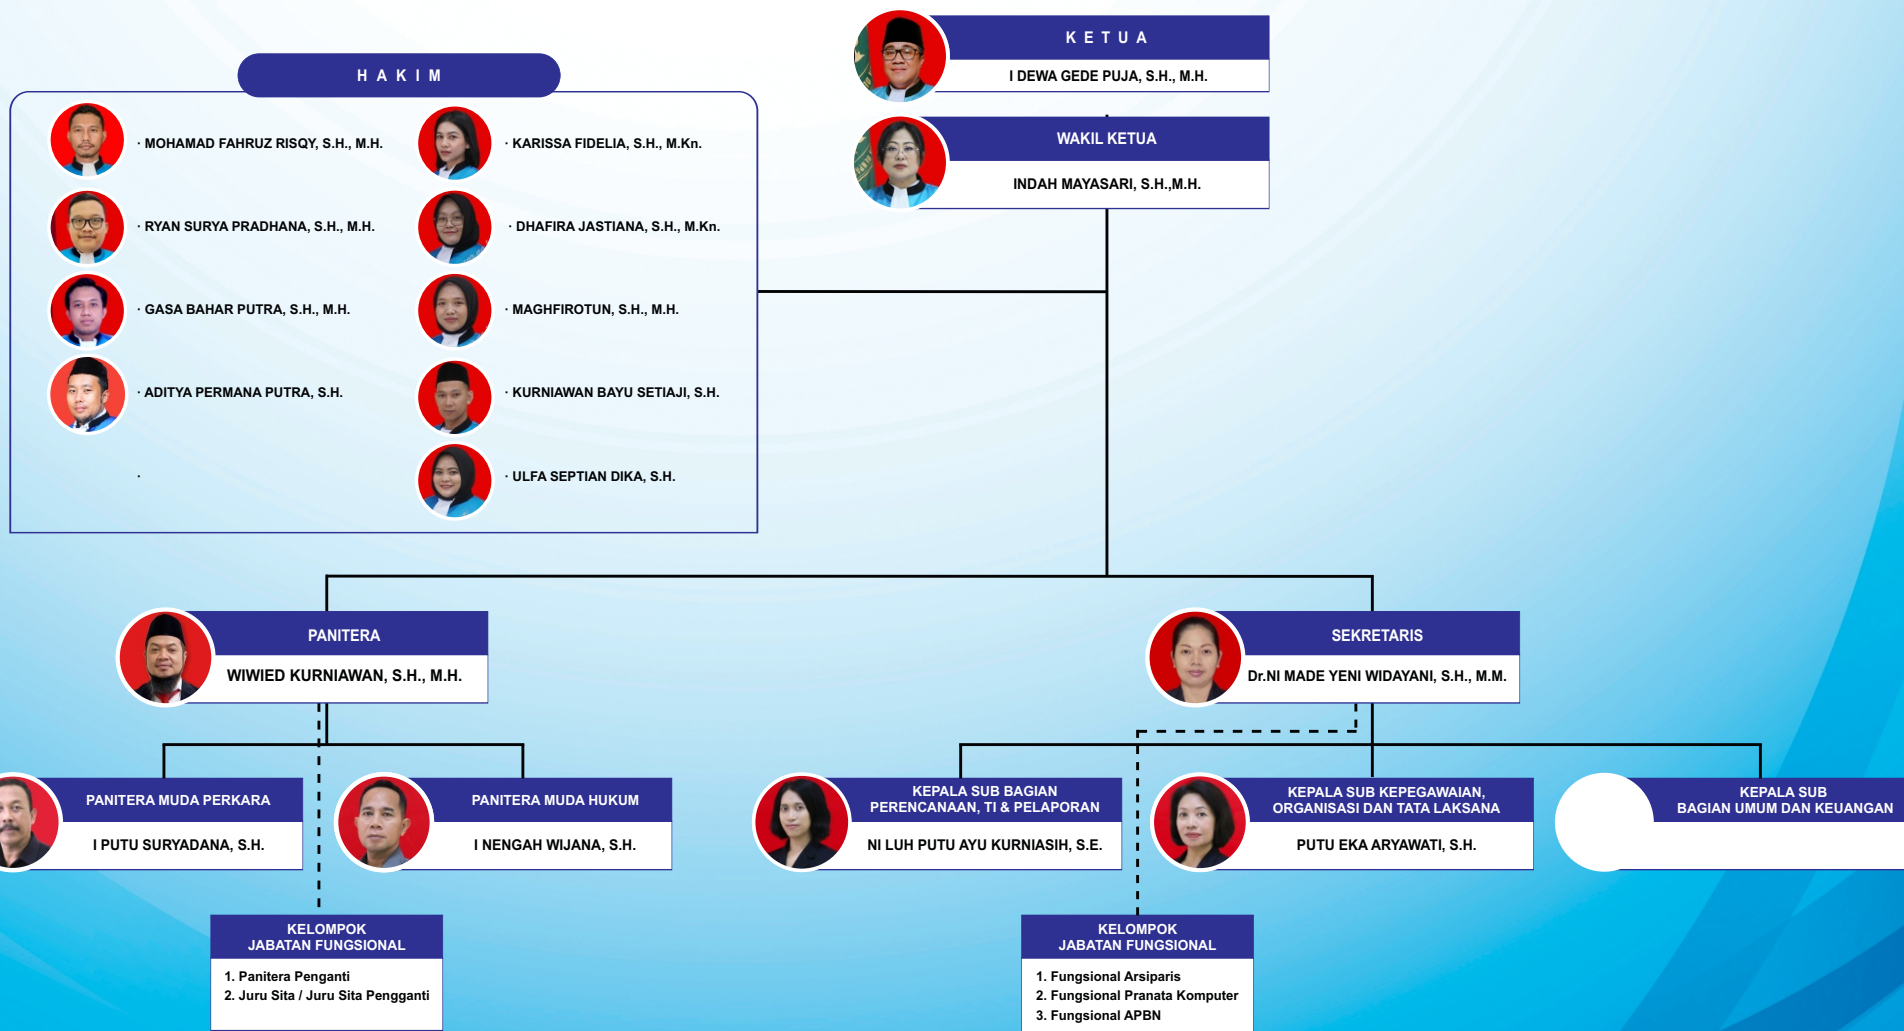 K E T U A
I DEWA GEDE PUJA, S.H., M.H.
WAKIL KETUA
INDAH MAYASARI, S.H.,M.H.
H A K I M
· MOHAMAD FAHRUZ RISQY, S.H., M.H.
· RYAN SURYA PRADHANA, S.H., M.H.
· GASA BAHAR PUTRA, S.H., M.H.
· ADITYA PERMANA PUTRA, S.H.
·
· KARISSA FIDELIA, S.H., M.Kn.
· DHAFIRA JASTIANA, S.H., M.Kn.
· MAGHFIROTUN, S.H., M.H.
· KURNIAWAN BAYU SETIAJI, S.H.
· ULFA SEPTIAN DIKA, S.H.
PANITERA
WIWIED KURNIAWAN, S.H., M.H.
SEKRETARIS
Dr.NI MADE YENI WIDAYANI, S.H., M.M.
PANITERA MUDA PERKARA
I PUTU SURYADANA, S.H.
PANITERA MUDA HUKUM
I NENGAH WIJANA, S.H.
KEPALA SUB BAGIAN
PERENCANAAN, TI & PELAPORAN
NI LUH PUTU AYU KURNIASIH, S.E.
KEPALA SUB KEPEGAWAIAN,
ORGANISASI DAN TATA LAKSANA
PUTU EKA ARYAWATI, S.H.
KEPALA SUB
BAGIAN UMUM DAN KEUANGAN
KELOMPOK
JABATAN FUNGSIONAL
1. Panitera Penganti
2. Juru Sita / Juru Sita Pengganti
KELOMPOK
JABATAN FUNGSIONAL
1. Fungsional Arsiparis
2. Fungsional Pranata Komputer
3. Fungsional APBN